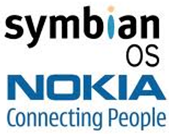 symbian
OS
NOKIA
Connecting People